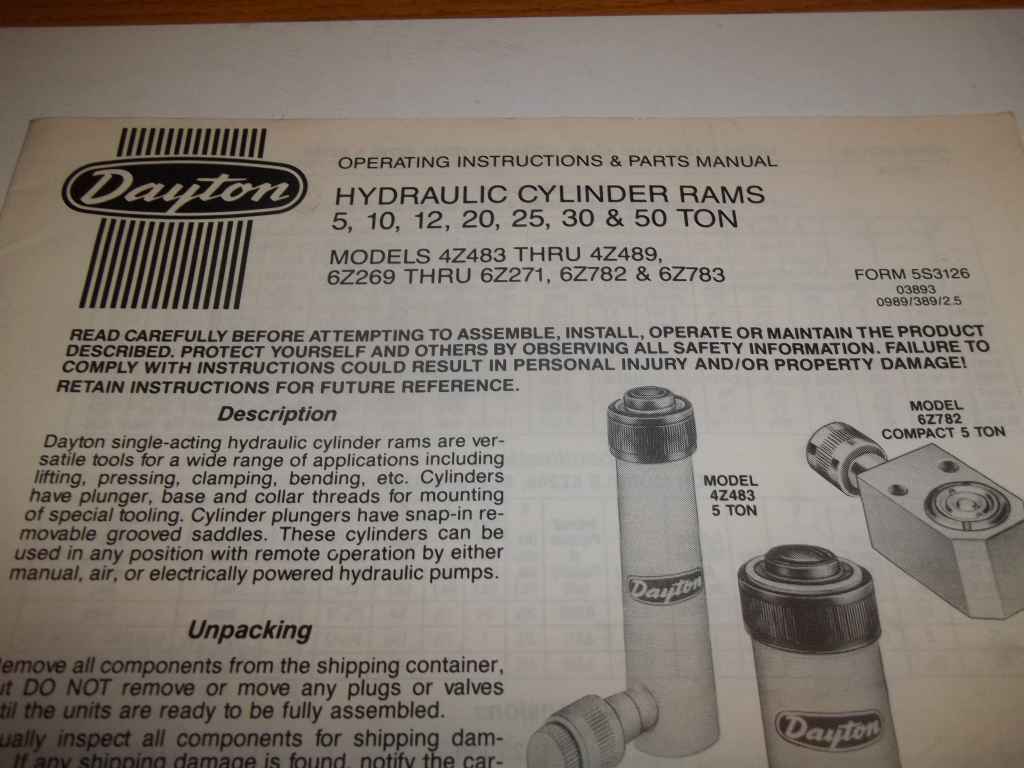 Dayton
OPERATING INSTRUCTIONS & PARTS MANUAL
HYDRAULIC CYLINDER RAMS
5, 10, 12, 20, 25, 30 & 50 TON
MODELS 4Z483 THRU 4Z489,
6Z269 THRU 6Z271, 6Z782 & 6Z783
FORM 5S3126
03893
0989/389/2.5
READ CAREFULLY BEFORE ATTEMPTING TO ASSEMBLE, INSTALL, OPERATE OR MAINTAIN THE PRODUCT
DESCRIBED. PROTECT YOURSELF AND OTHERS BY OBSERVING ALL SAFETY INFORMATION. FAILURE TO
COMPLY WITH INSTRUCTIONS COULD RESULT IN PERSONAL INJURY AND/OR PROPERTY DAMAGE!
RETAIN INSTRUCTIONS FOR FUTURE REFERENCE.
Description
Dayton single-acting hydraulic cylinder rams are ver-
satile tools for a wide range of applications including
lifting, pressing, clamping, bending, etc. Cylinders
have plunger, base and collar threads for mounting
of special tooling. Cylinder plungers have snap-in re-
movable grooved saddles. These cylinders can be
used in any position with remote operation by either
manual, air, or electrically powered hydraulic pumps.
Unpacking
emove all components from the shipping container,
ut DO NOT remove or move any plugs or valves
til the units are ready to be fully assembled.
ually inspect all components for shipping dam-
If any shipping damage is found, notify the car-
MODEL
4Z483
5 TON
MODEL
6Z782
COMPACT 5 TON
Dayton
Dayton